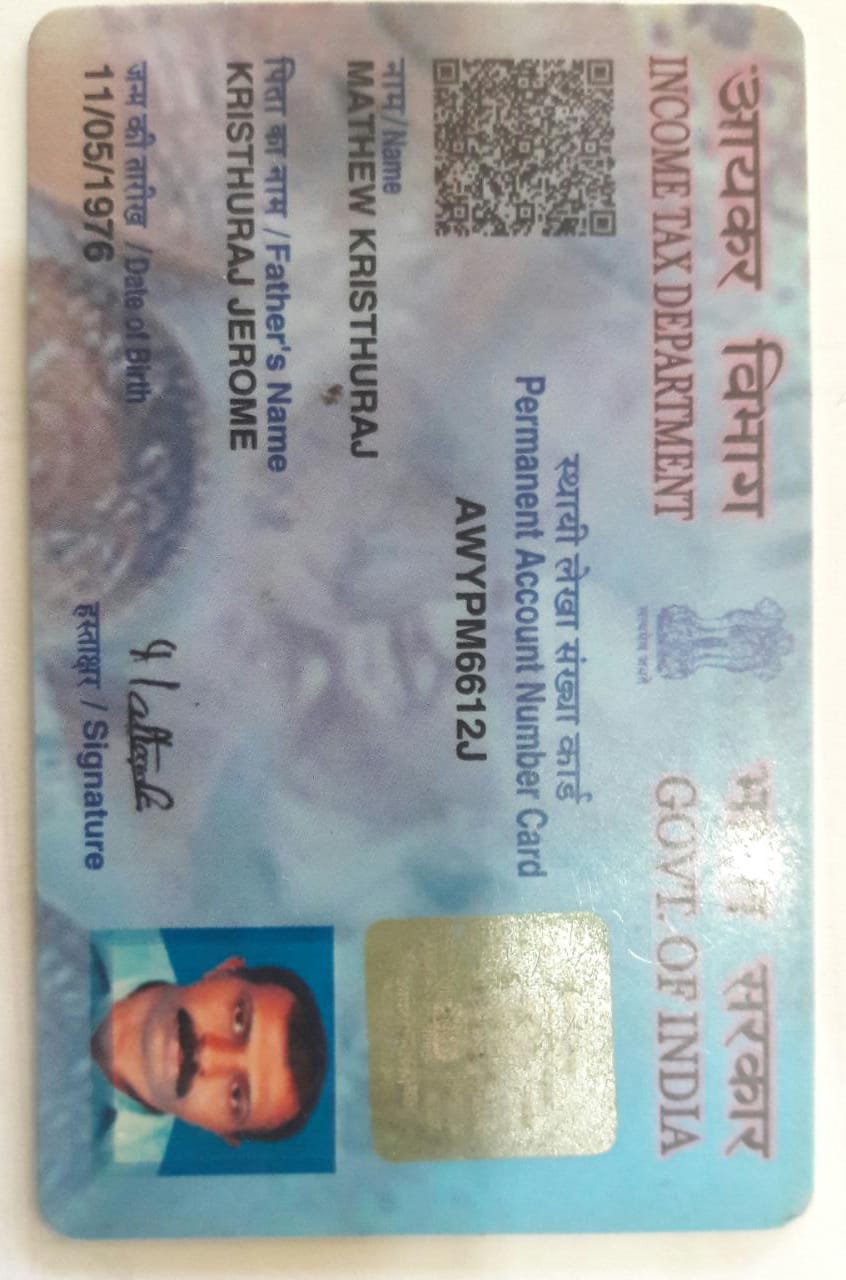 आयकर विभाग
INCOME TAX DEPARTMENT
भारत सरकार
GOVT. OF INDIA
सत्यमेव जयते
स्थायी लेखा संख्या कार्ड
Permanent Account Number Card
AWYPM6612J
नाम / Name
MATHEW KRISTHURAJ
पिता का नाम / Father's Name
KRISTHURAJ JEROME
जन्म की तारीख / Date of Birth
11/05/1976
हस्ताक्षर / Signature